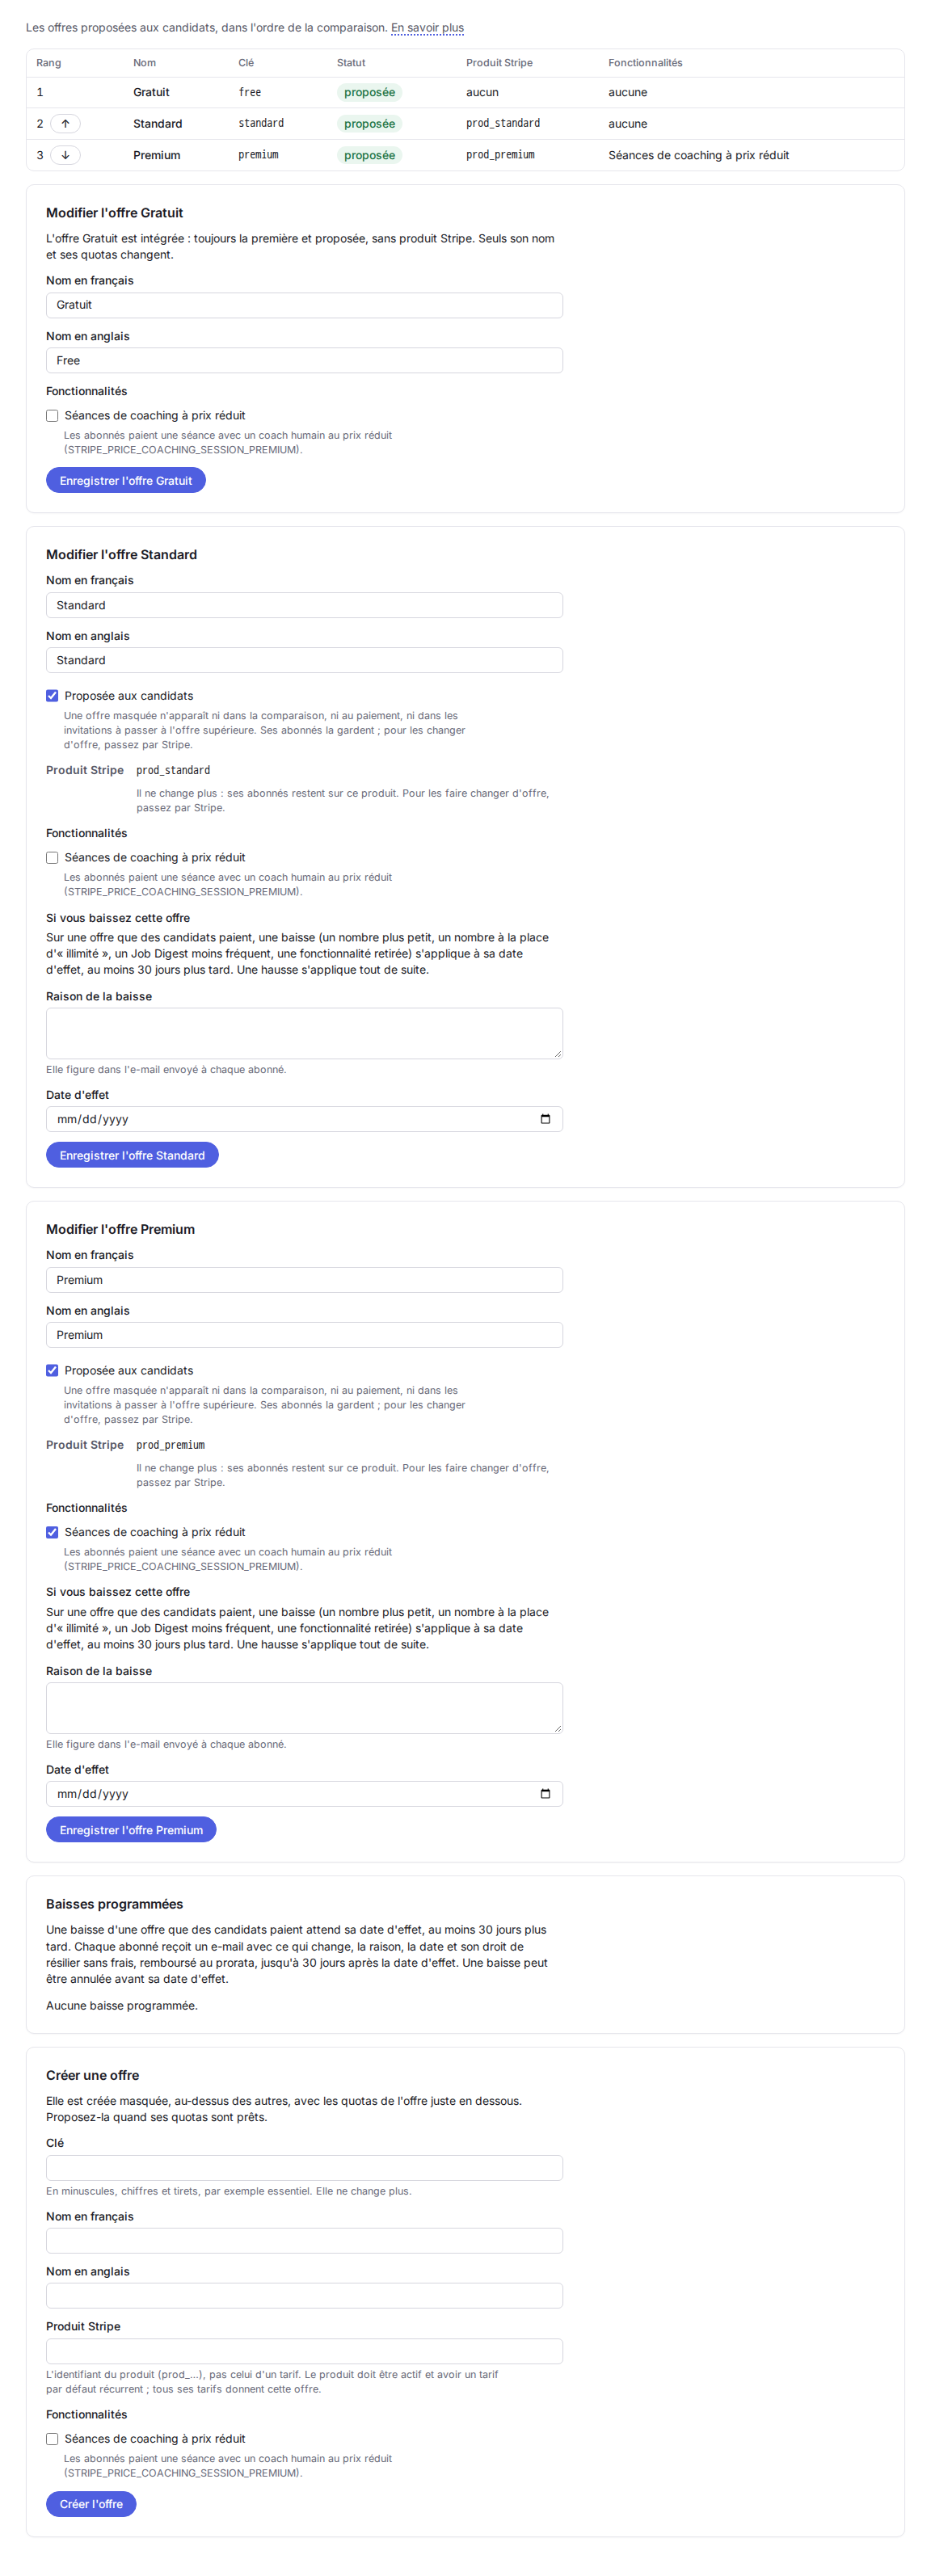 Les offres proposées aux candidats, dans l'ordre de la comparaison. En savoir plus
Rang Nom Clé Statut Produit Stripe Fonctionnalités
1 Gratuit free proposée aucun aucune
2 ↑ Standard standard proposée prod_standard aucune
3 ↓ Premium premium proposée prod_premium Séances de coaching à prix réduit
Modifier l'offre Gratuit
L'offre Gratuit est intégrée : toujours la première et proposée, sans produit Stripe. Seuls son nom
et ses quotas changent.
Nom en français
Gratuit
Nom en anglais
Free
Fonctionnalités
Séances de coaching à prix réduit
Les abonnés paient une séance avec un coach humain au prix réduit
(STRIPE_PRICE_COACHING_SESSION_PREMIUM).
Enregistrer l'offre Gratuit
Modifier l'offre Standard
Nom en français
Standard
Nom en anglais
Standard
Proposée aux candidats
Une offre masquée n'apparaît ni dans la comparaison, ni au paiement, ni dans les
invitations à passer à l'offre supérieure. Ses abonnés la gardent ; pour les changer
d'offre, passez par Stripe.
Produit Stripe prod_standard
Il ne change plus : ses abonnés restent sur ce produit. Pour les faire changer d'offre,
passez par Stripe.
Fonctionnalités
Séances de coaching à prix réduit
Les abonnés paient une séance avec un coach humain au prix réduit
(STRIPE_PRICE_COACHING_SESSION_PREMIUM).
Si vous baissez cette offre
Sur une offre que des candidats paient, une baisse (un nombre plus petit, un nombre à la place
d'« illimité », un Job Digest moins fréquent, une fonctionnalité retirée) s'applique à sa date
d'effet, au moins 30 jours plus tard. Une hausse s'applique tout de suite.
Raison de la baisse
Elle figure dans l'e-mail envoyé à chaque abonné.
Date d'effet
mm/dd/yyyy
Enregistrer l'offre Standard
Modifier l'offre Premium
Nom en français
Premium
Nom en anglais
Premium
Proposée aux candidats
Une offre masquée n'apparaît ni dans la comparaison, ni au paiement, ni dans les
invitations à passer à l'offre supérieure. Ses abonnés la gardent ; pour les changer
d'offre, passez par Stripe.
Produit Stripe prod_premium
Il ne change plus : ses abonnés restent sur ce produit. Pour les faire changer d'offre,
passez par Stripe.
Fonctionnalités
Séances de coaching à prix réduit
Les abonnés paient une séance avec un coach humain au prix réduit
(STRIPE_PRICE_COACHING_SESSION_PREMIUM).
Si vous baissez cette offre
Sur une offre que des candidats paient, une baisse (un nombre plus petit, un nombre à la place
d'« illimité », un Job Digest moins fréquent, une fonctionnalité retirée) s'applique à sa date
d'effet, au moins 30 jours plus tard. Une hausse s'applique tout de suite.
Raison de la baisse
Elle figure dans l'e-mail envoyé à chaque abonné.
Date d'effet
mm/dd/yyyy
Enregistrer l'offre Premium
Baisses programmées
Une baisse d'une offre que des candidats paient attend sa date d'effet, au moins 30 jours plus
tard. Chaque abonné reçoit un e-mail avec ce qui change, la raison, la date et son droit de
résilier sans frais, remboursé au prorata, jusqu'à 30 jours après la date d'effet. Une baisse peut
être annulée avant sa date d'effet.
Aucune baisse programmée.
Créer une offre
Elle est créée masquée, au-dessus des autres, avec les quotas de l'offre juste en dessous.
Proposez-la quand ses quotas sont prêts.
Clé
En minuscules, chiffres et tirets, par exemple essentiel. Elle ne change plus.
Nom en français
Nom en anglais
Produit Stripe
L'identifiant du produit (prod_...), pas celui d'un tarif. Le produit doit être actif et avoir un tarif
par défaut récurrent ; tous ses tarifs donnent cette offre.
Fonctionnalités
Séances de coaching à prix réduit
Les abonnés paient une séance avec un coach humain au prix réduit
(STRIPE_PRICE_COACHING_SESSION_PREMIUM).
Créer l'offre